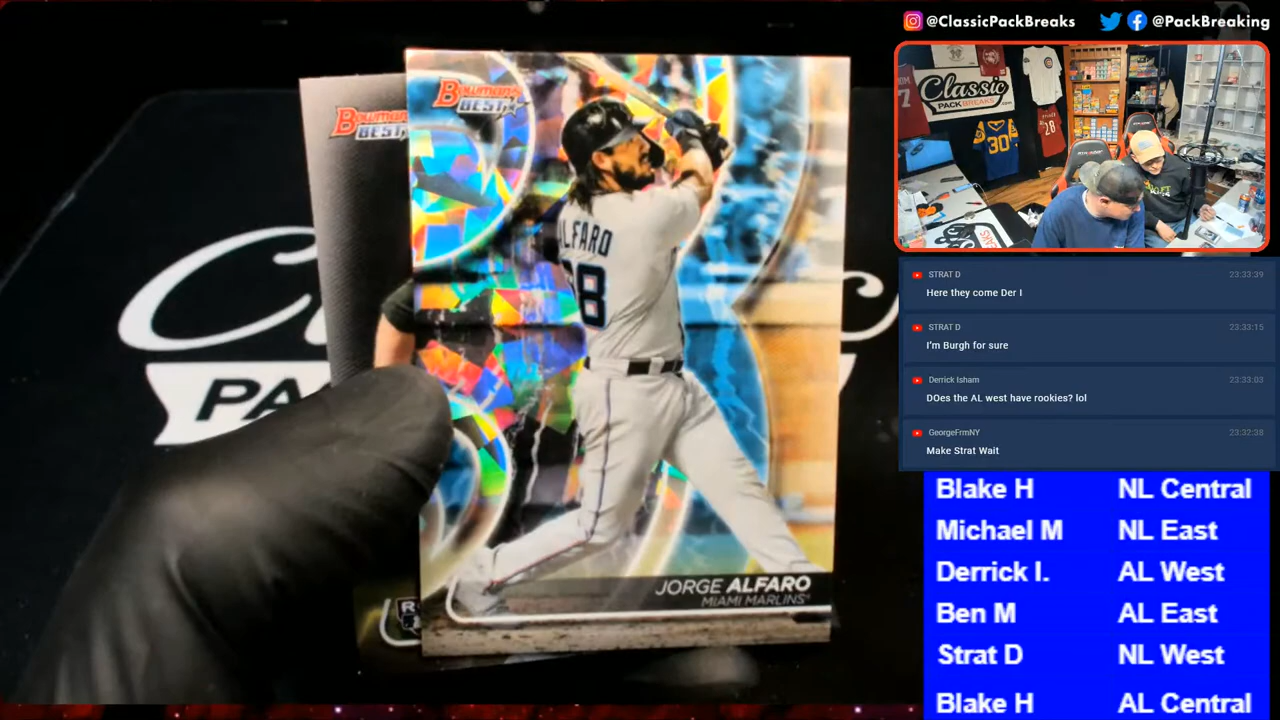 @ClassicPackBreaks
@PackBreaking
BOWMAN'S
BEST
BOWMAN'S
BEST
ALFARO
38
JORGE ALFARO
MIAMI MARLINS
PA
Classic
PACK BREAKS
30
28
STRAT D
23:33:39
Here they come Der I
STRAT D
23:33:15
I'm Burgh for sure
Derrick Isham
23:33:03
DOes the AL west have rookies? lol
GeorgeFrmNY
23:32:38
Make Strat Wait
Blake H NL Central
Michael M NL East
Derrick I. AL West
Ben M AL East
Strat D NL West
Blake H AL Central